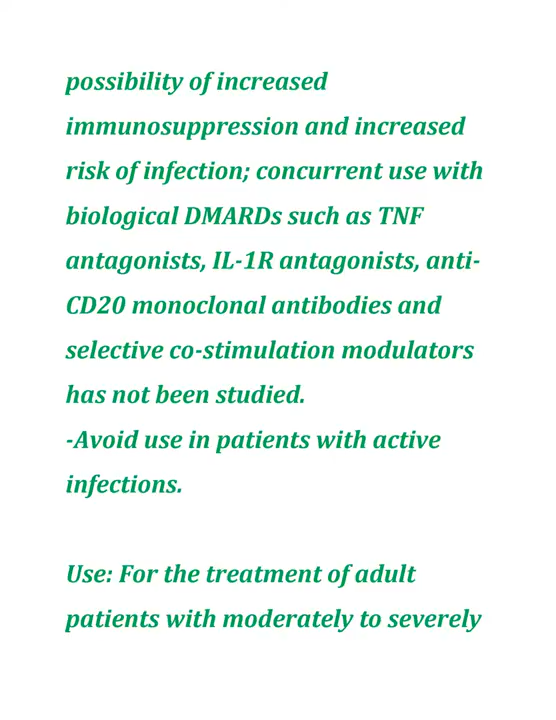 possibility of increased
immunosuppression and increased
risk of infection; concurrent use with
biological DMARDs such as TNF
antagonists, IL-1R antagonists, anti-
CD20 monoclonal antibodies and
selective co-stimulation modulators
has not been studied.
-Avoid use in patients with active
infections.
Use: For the treatment of adult
patients with moderately to severely